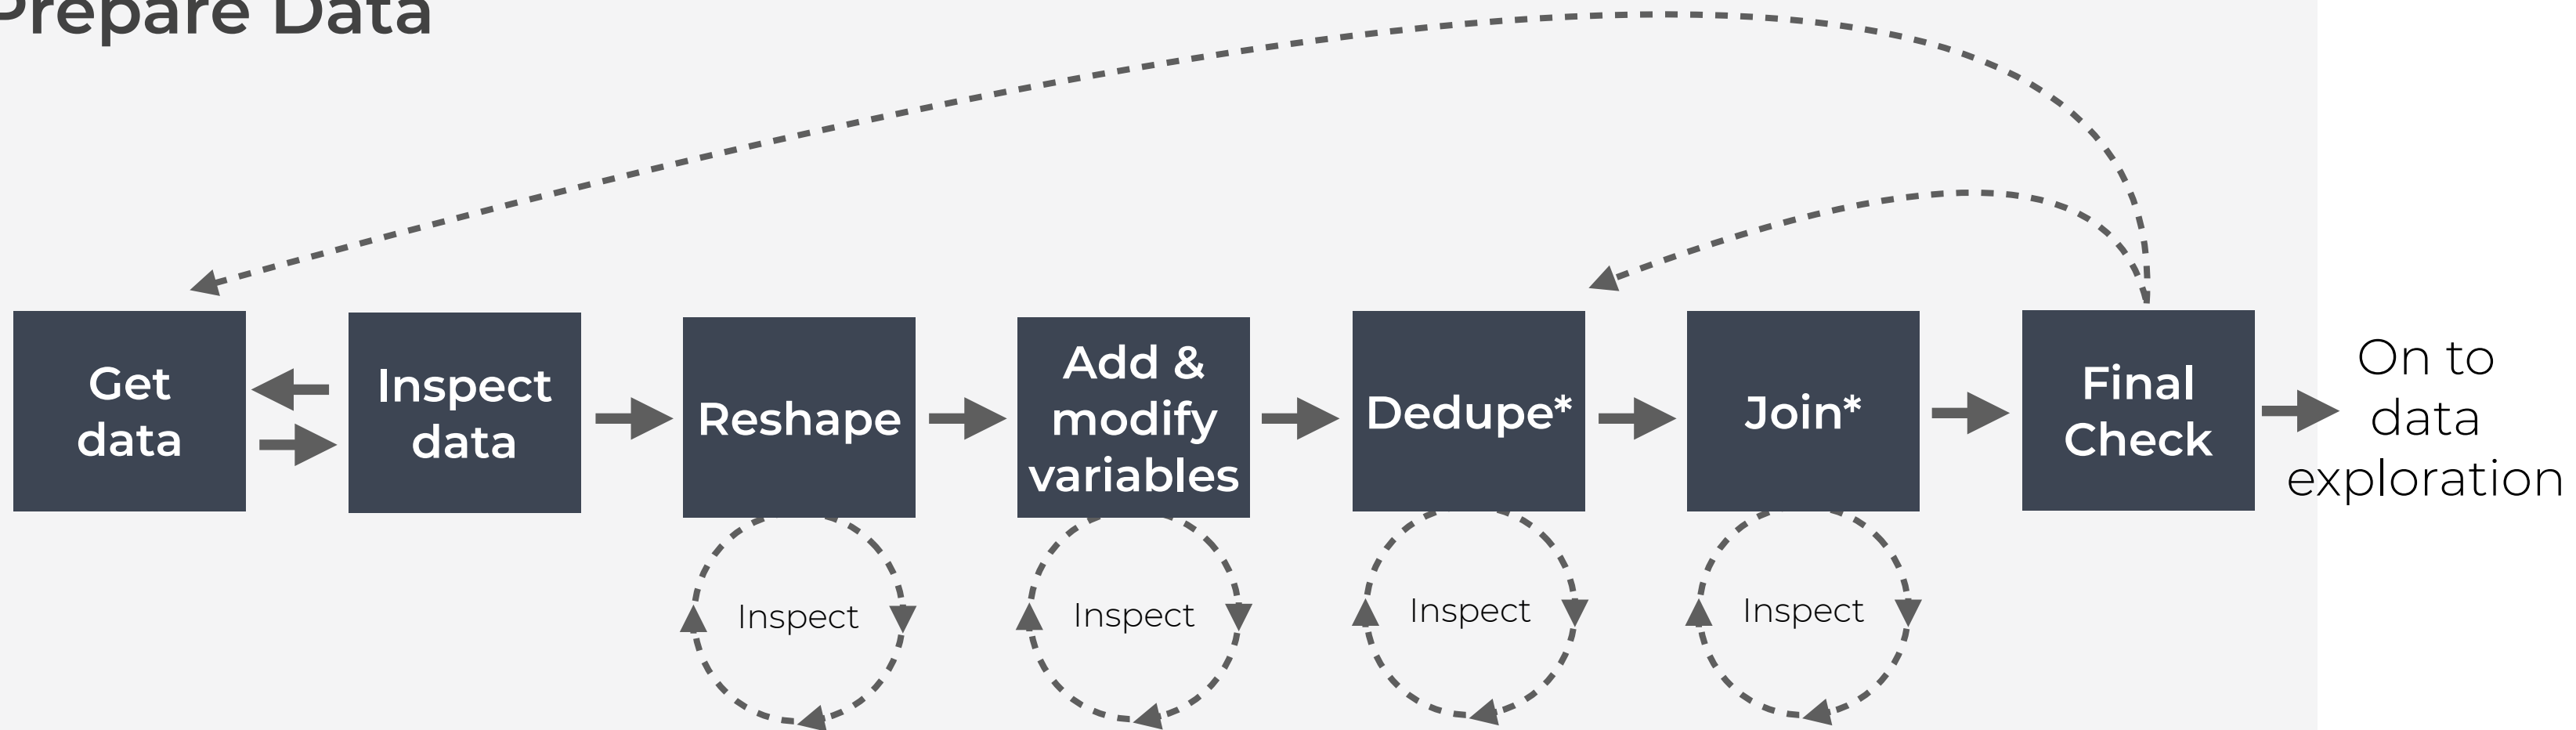 Prepare Data
Get
data
Inspect
data
Reshape
Add &
modify
variables
Dedupe*
Join*
Final
Check
On to
data
exploration
Inspect
Inspect
Inspect
Inspect